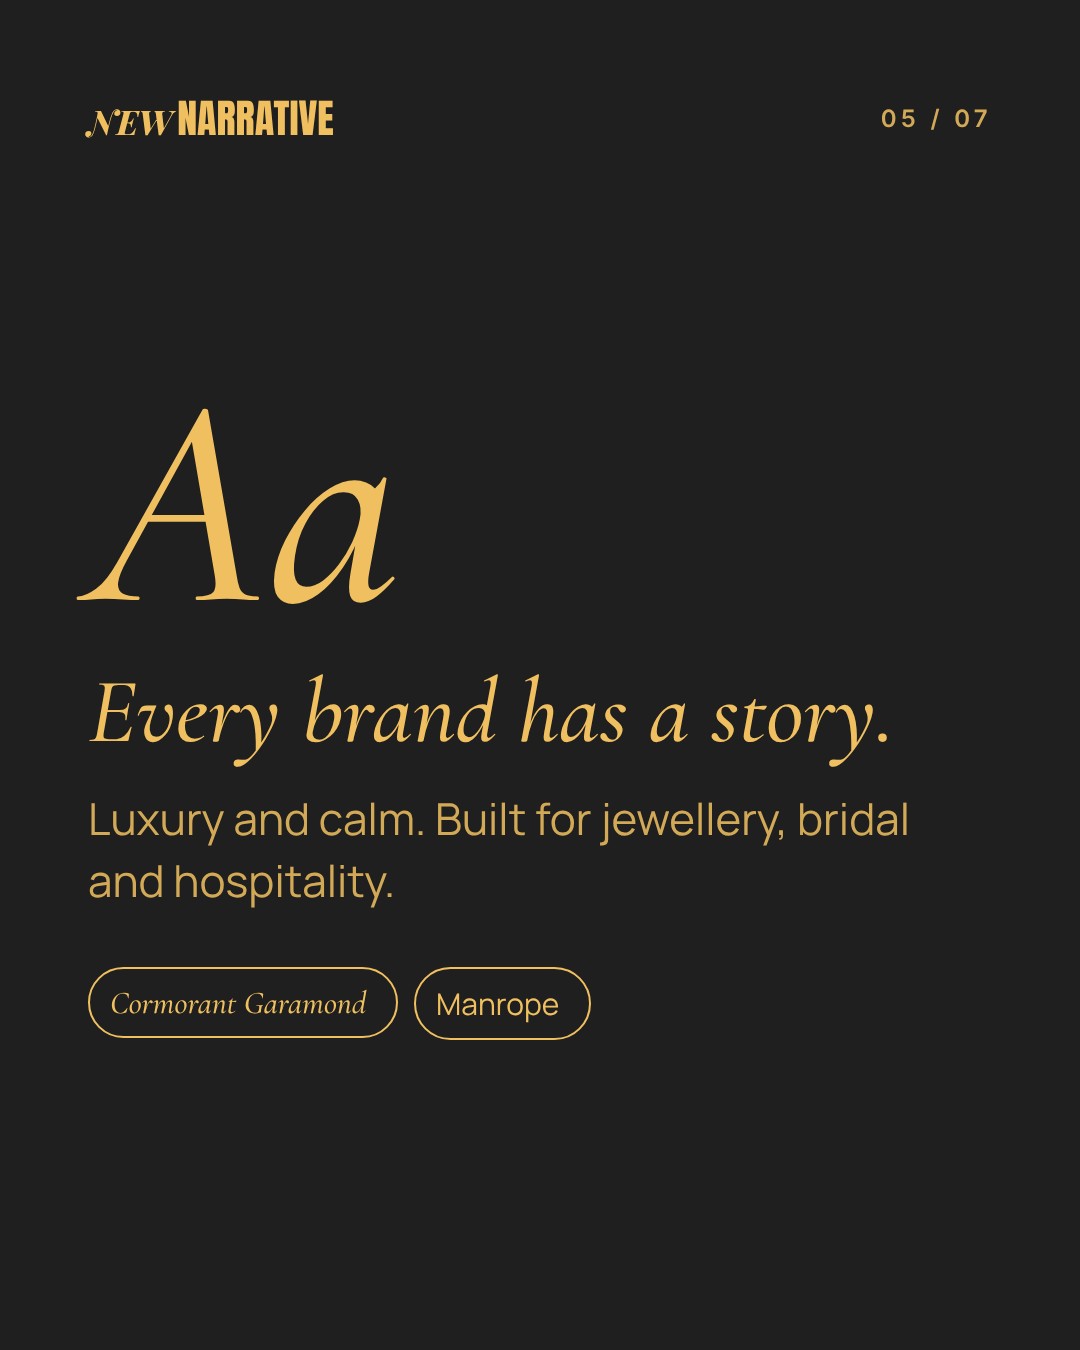 NEW NARRATIVE
05 / 07
Aa
Every brand has a story.
Luxury and calm. Built for jewellery, bridal
and hospitality.
Cormorant Garamond
Manrope